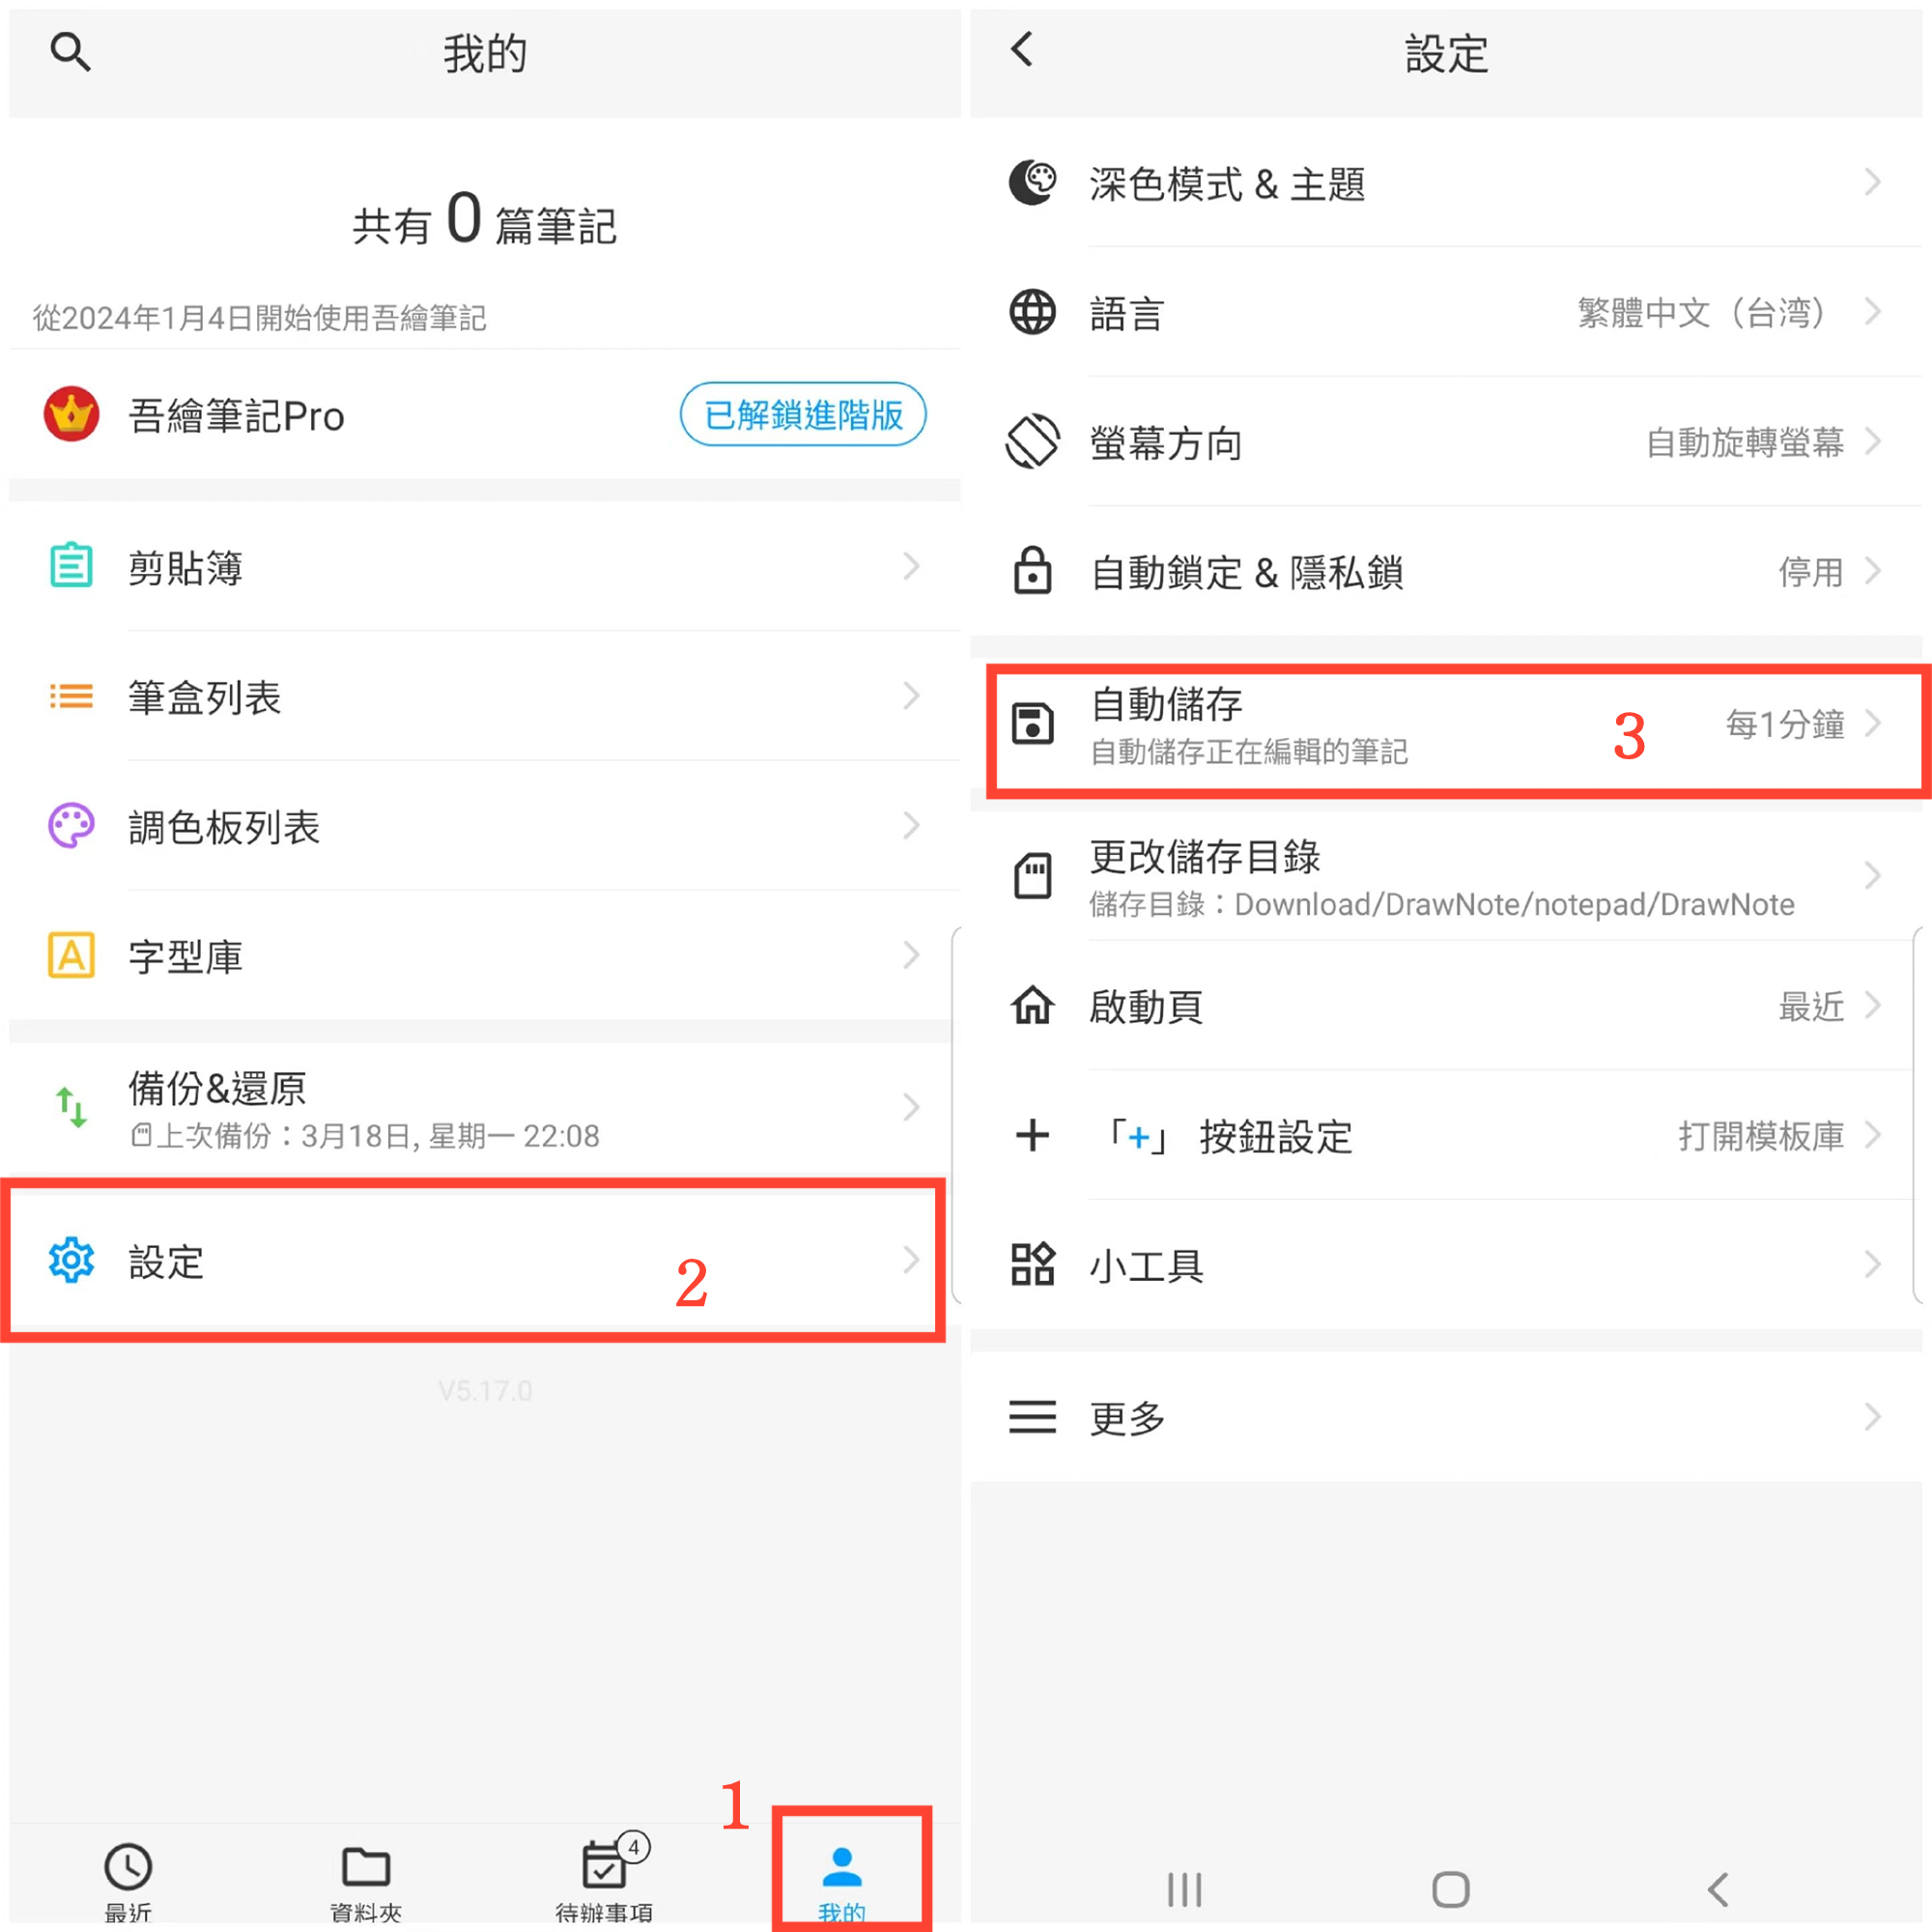 我的
共有 0 篇筆記
從2024年1月4日開始使用吾繪筆記
吾繪筆記Pro
已解鎖進階版
剪貼簿
筆盒列表
調色板列表
字型庫
備份&還原
上次備份：3月18日, 星期一 22:08
設定
2
V5.17.0
1
最近
資料夾
4
待辦事項
我的
設定
深色模式 & 主題
語言
繁體中文（台湾）
螢幕方向
自動旋轉螢幕
自動鎖定 & 隱私鎖
停用
自動儲存
自動儲存正在編輯的筆記
3
每1分鐘
更改儲存目錄
儲存目錄：Download/DrawNote/notepad/DrawNote
啟動頁
最近
「+」 按鈕設定
打開模板庫
小工具
更多